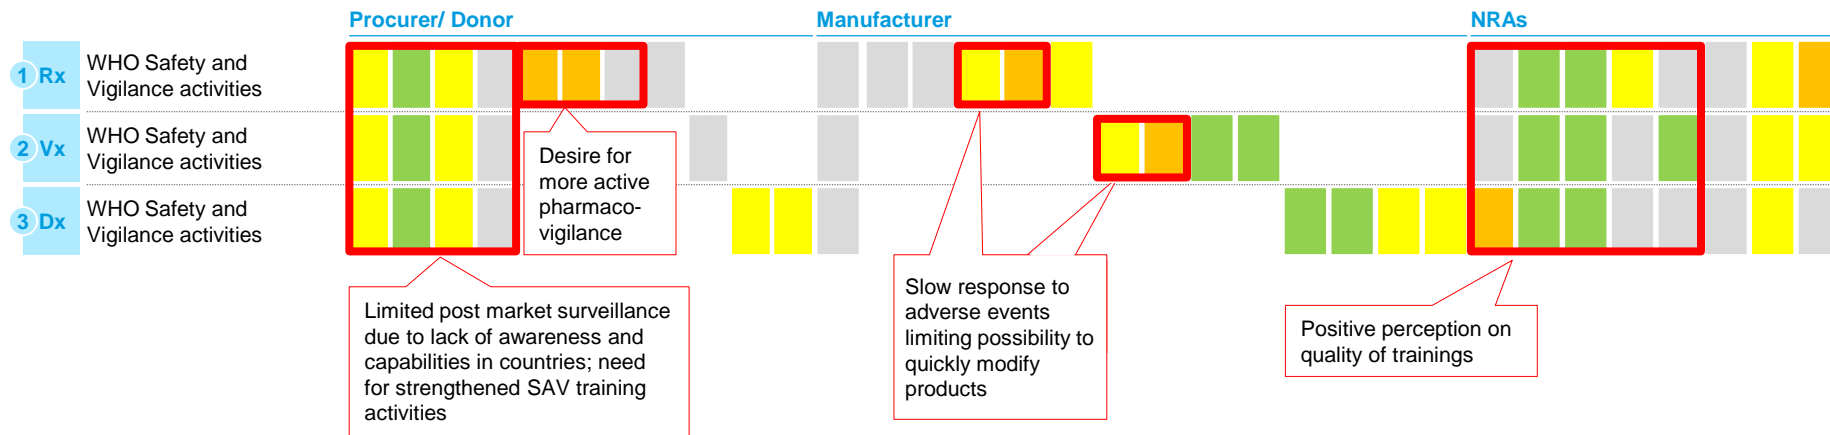 Procurer/ Donor
Manufacturer
NRAs
1 Rx
WHO Safety and
Vigilance activities
2 Vx
WHO Safety and
Vigilance activities
3 Dx
WHO Safety and
Vigilance activities
Desire for
more active
pharmaco-
vigilance
Limited post market surveillance
due to lack of awareness and
capabilities in countries; need
for strengthened SAV training
activities
Slow response to
adverse events
limiting possibility to
quickly modify
products
Positive perception on
quality of trainings